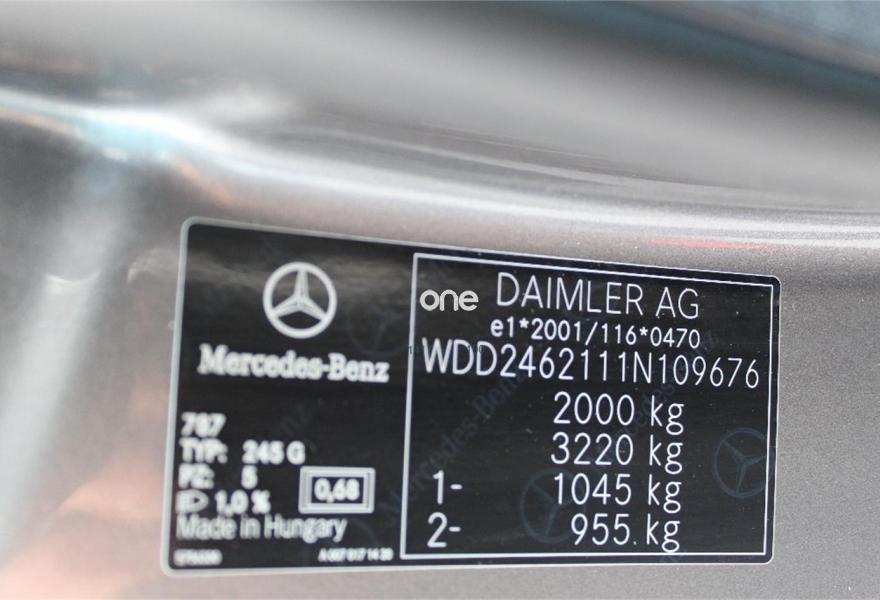 Mercedes-Benz
787
TYP: 245 G
PZ: 5
1,0 %
0,68
Made in Hungary
one
DAIMLER AG
e1*2001/116*0470
WDD2462111N109676
2000 kg
3220 kg
1- 1045 kg
2- 955 kg